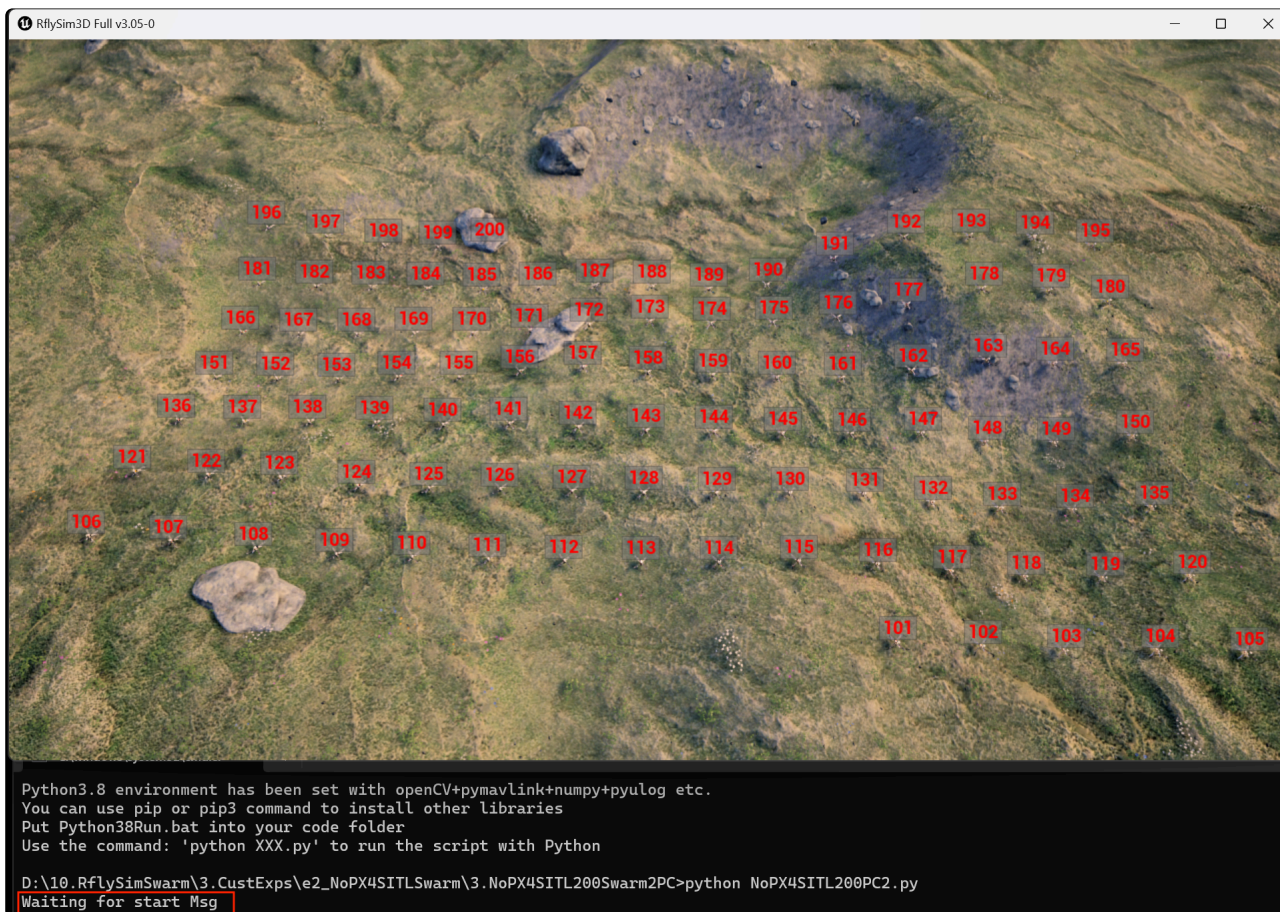 RflySim3D Full v3.05-0
196 197 198 199 200
192 193 194 195
191
181 182 183 184 185 186 187 188 189 190
178 179 180
177
166 167 168 169 170 171 172 173 174 175 176
151 152 153 154 155 156 157 158 159 160 161 162 163 164 165
136 137 138 139 140 141 142 143 144 145 146 147 148 149 150
121 122 123 124 125 126 127 128 129 130 131 132 133 134 135
106 107 108 109 110 111 112 113 114 115 116 117 118 119 120
101 102 103 104 105
Python3.8 environment has been set with openCV+pymavlink+numpy+pyulog etc.
You can use pip or pip3 command to install other libraries
Put Python38Run.bat into your code folder
Use the command: 'python XXX.py' to run the script with Python
D:\10.RflySimSwarm\3.CustExps\e2_NoPX4SITLSwarm\3.NoPX4SITL200Swarm2PC>python NoPX4SITL200PC2.py
Waiting for start Msg